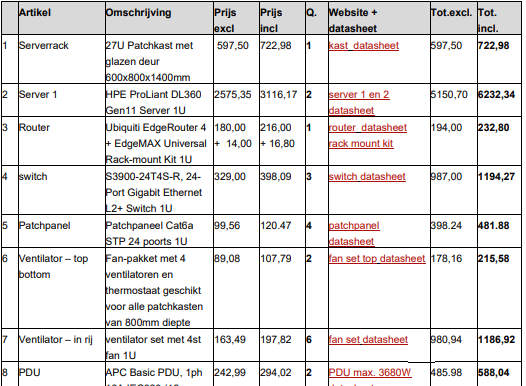 Artikel Omschrijving Prijs excl Prijs incl Q. Website + datasheet Tot.excl. Tot. incl.
1 Serverrack 27U Patchkast met 597,50 722,98 1 kast_datasheet 597,50 722,98
glazen deur
600x800x1400mm
2 Server 1 HPE ProLiant DL360 2575,35 3116,17 2 server 1 en 2 5150,70 6232,34
Gen11 Server 1U datasheet
3 Router Ubiquiti EdgeRouter 4 180,00 216,00 1 router_datasheet 194,00 232,80
+ EdgeMAX Universal + 14,00 + 16,80 rack mount kit
Rack-mount Kit 1U
4 switch S3900-24T4S-R, 24- 329,00 398,09 3 switch datasheet 987,00 1194,27
Port Gigabit Ethernet
L2+ Switch 1U
5 Patchpanel Patchpaneel Cat6a 99,56 120.47 4 patchpanel 398.24 481.88
STP 24 poorts 1U datasheet
6 Ventilator – top Fan-pakket met 4 89,08 107,79 2 fan set top datasheet 178,16 215,58
bottom ventilatoren en
thermostaat geschikt
voor alle patchkasten
van 800mm diepte
7 Ventilator – in rij ventilator set met 4st 163,49 197,82 6 fan set datasheet 980,94 1186,92
fan 1U
8 PDU APC Basic PDU, 1ph 242,99 294,02 2 PDU max. 3680W 485.98 588,04